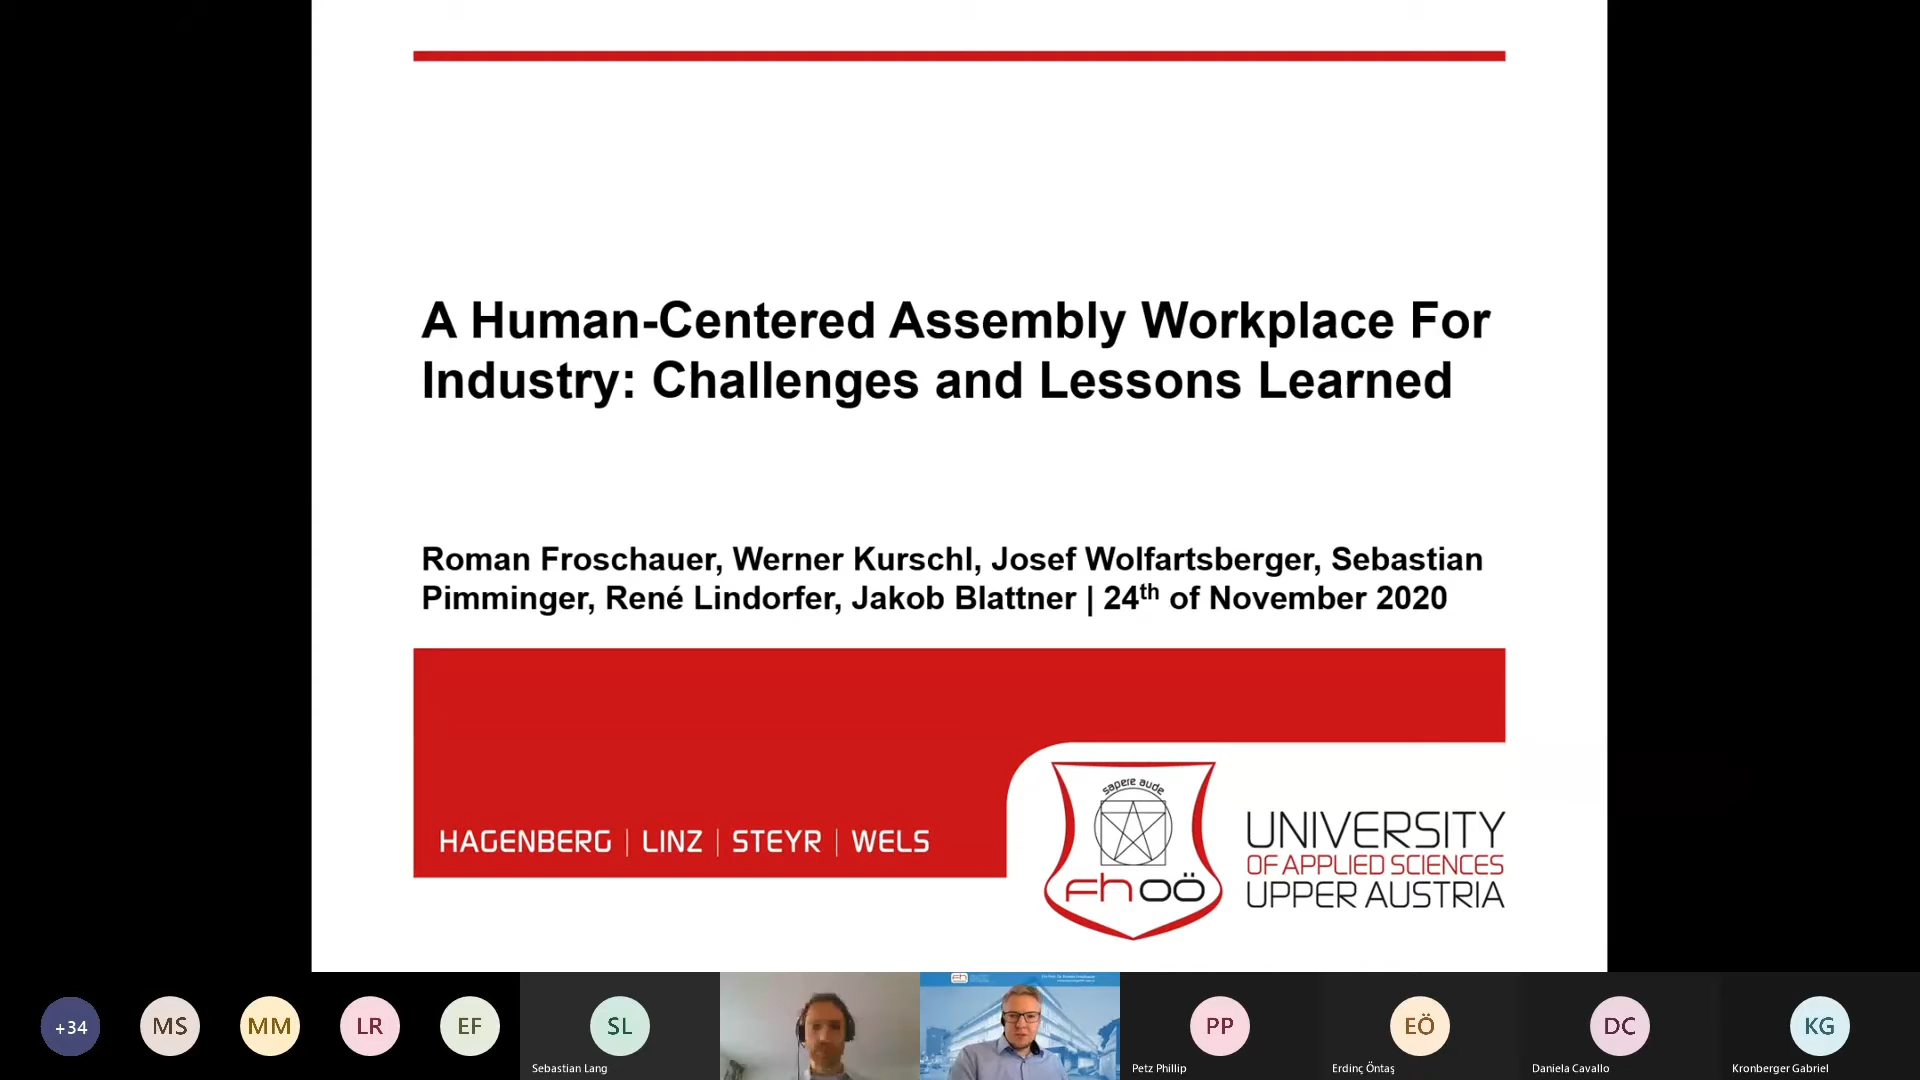 A Human-Centered Assembly Workplace For
Industry: Challenges and Lessons Learned
Roman Froschauer, Werner Kurschl, Josef Wolfartsberger, Sebastian
Pimminger, René Lindorfer, Jakob Blattner | 24th of November 2020
HAGENBERG | LINZ | STEYR | WELS
sapere aude
fh OÖ
UNIVERSITY
OF APPLIED SCIENCES
UPPER AUSTRIA
+34
MS
MM
LR
EF
SL
Sebastian Lang
PP
Petz Phillip
EÖ
Erdinç Öntaş
DC
Daniela Cavallo
KG
Kronberger Gabriel